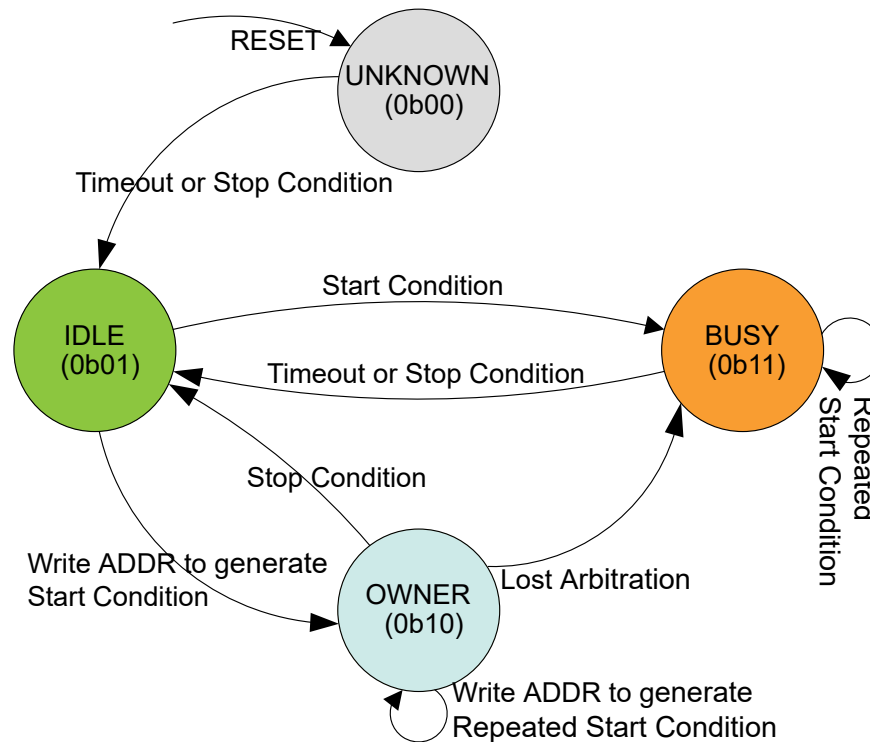 RESET
UNKNOWN
(0b00)
Timeout or Stop Condition
Start Condition
IDLE
(0b01)
BUSY
(0b11)
Timeout or Stop Condition
Repeated
Start Condition
Stop Condition
Write ADDR to generate
Start Condition
Lost Arbitration
OWNER
(0b10)
Write ADDR to generate
Repeated Start Condition